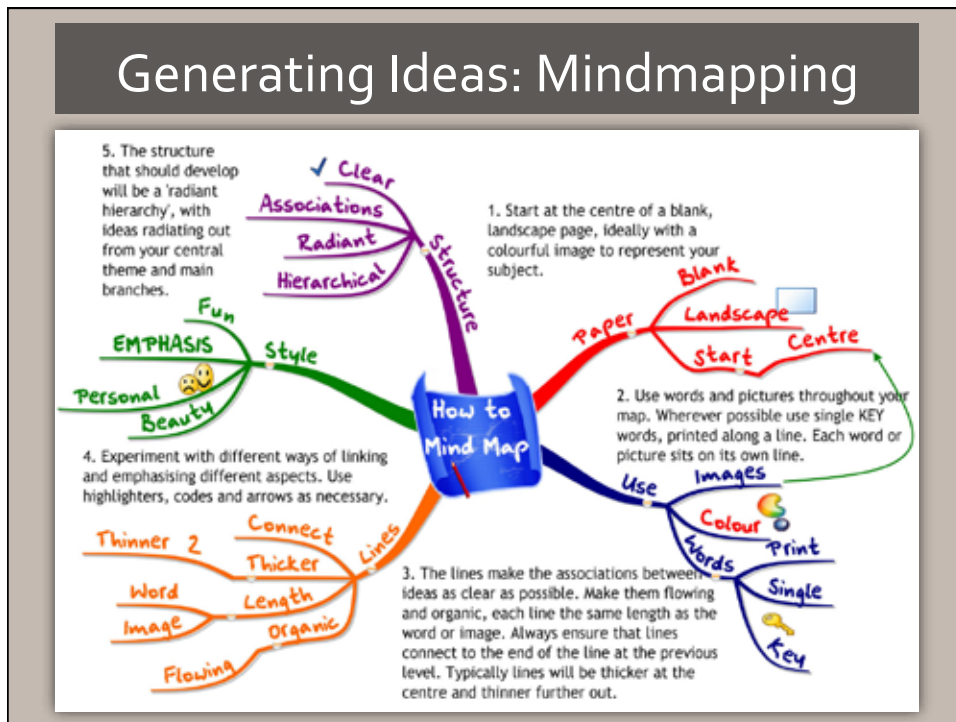 Generating Ideas: Mindmapping
5. The structure
that should develop
will be a 'radiant
hierarchy', with
ideas radiating out
from your central
theme and main
branches.
Clear
Associations
Radiant
Hierarchical
Structure
1. Start at the centre of a blank,
landscape page, ideally with a
colourful image to represent your
subject.
Paper
Blank
Landscape
Start
Centre
Fun
EMPHASIS
Personal
Beauty
Style
How to
Mind Map
2. Use words and pictures throughout your
map. Wherever possible use single KEY
words, printed along a line. Each word or
picture sits on its own line.
4. Experiment with different ways of linking
and emphasising different aspects. Use
highlighters, codes and arrows as necessary.
Use
Images
Colour
Words
Print
Single
Key
Lines
Connect
Thicker
Thinner 2
Length
Word
Image
Organic
Flowing
3. The lines make the associations between
ideas as clear as possible. Make them flowing
and organic, each line the same length as the
word or image. Always ensure that lines
connect to the end of the line at the previous
level. Typically lines will be thicker at the
centre and thinner further out.